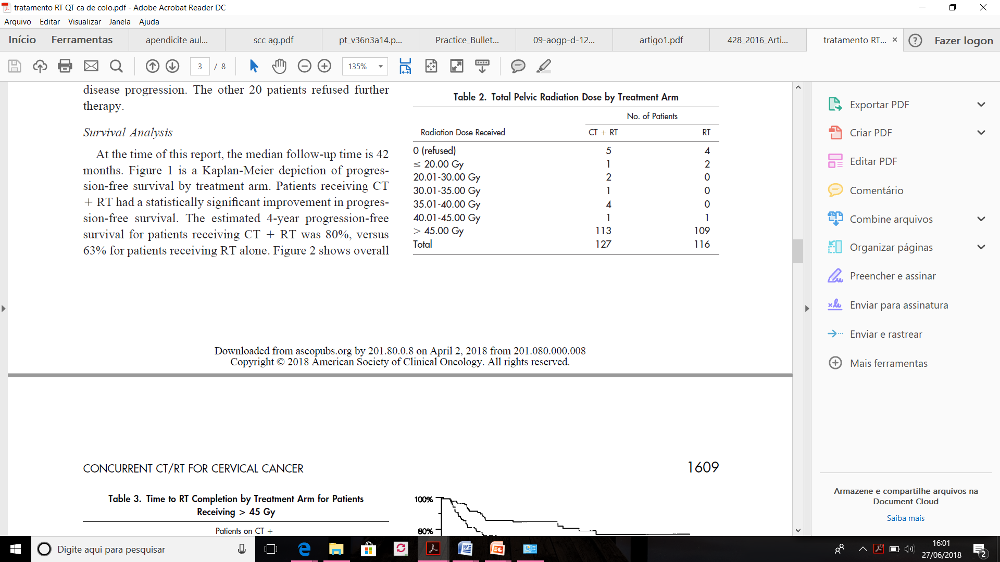 tratamento RT QT ca de colo.pdf - Adobe Acrobat Reader DC
Arquivo Editar Visualizar Janela Ajuda
Início Ferramentas apendicite aul... scc ag.pdf pt_v36n3a14.p... Practice_Bullet... 09-aogp-d-12... artigo1.pdf 428_2016_Arti... tratamento RT... × ? Fazer logon
3 / 8 135%
disease progression. The other 20 patients refused further
therapy.
Survival Analysis
At the time of this report, the median follow-up time is 42
months. Figure 1 is a Kaplan-Meier depiction of progres-
sion-free survival by treatment arm. Patients receiving CT
+ RT had a statistically significant improvement in progres-
sion-free survival. The estimated 4-year progression-free
survival for patients receiving CT + RT was 80%, versus
63% for patients receiving RT alone. Figure 2 shows overall
Table 2. Total Pelvic Radiation Dose by Treatment Arm
No. of Patients
Radiation Dose Received CT + RT RT
0 (refused) 5 4
≤ 20.00 Gy 1 2
20.01-30.00 Gy 2 0
30.01-35.00 Gy 1 0
35.01-40.00 Gy 4 0
40.01-45.00 Gy 1 1
> 45.00 Gy 113 109
Total 127 116
Downloaded from ascopubs.org by 201.80.0.8 on April 2, 2018 from 201.080.000.008
Copyright © 2018 American Society of Clinical Oncology. All rights reserved.
CONCURRENT CT/RT FOR CERVICAL CANCER 1609
Table 3. Time to RT Completion by Treatment Arm for Patients
Receiving > 45 Gy
Patients on CT +
100%
80%
Exportar PDF
Criar PDF
Editar PDF
Comentário
Combine arquivos
Organizar páginas
Preencher e assinar
Enviar para assinatura
Enviar e rastrear
Mais ferramentas
Armazene e compartilhe arquivos na
Document Cloud
Saiba mais
Digite aqui para pesquisar
16:01
27/06/2018
2